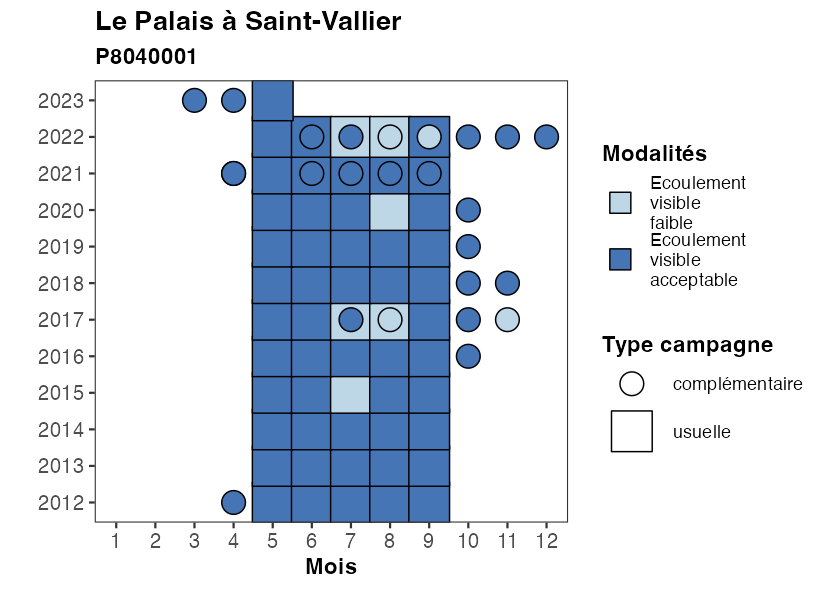 Le Palais à Saint-Vallier
P8040001
2023
2022
2021
2020
2019
2018
2017
2016
2015
2014
2013
2012
1 2 3 4 5 6 7 8 9 10 11 12
Mois
Modalités
Ecoulement
visible
faible
Ecoulement
visible
acceptable
Type campagne
complémentaire
usuelle